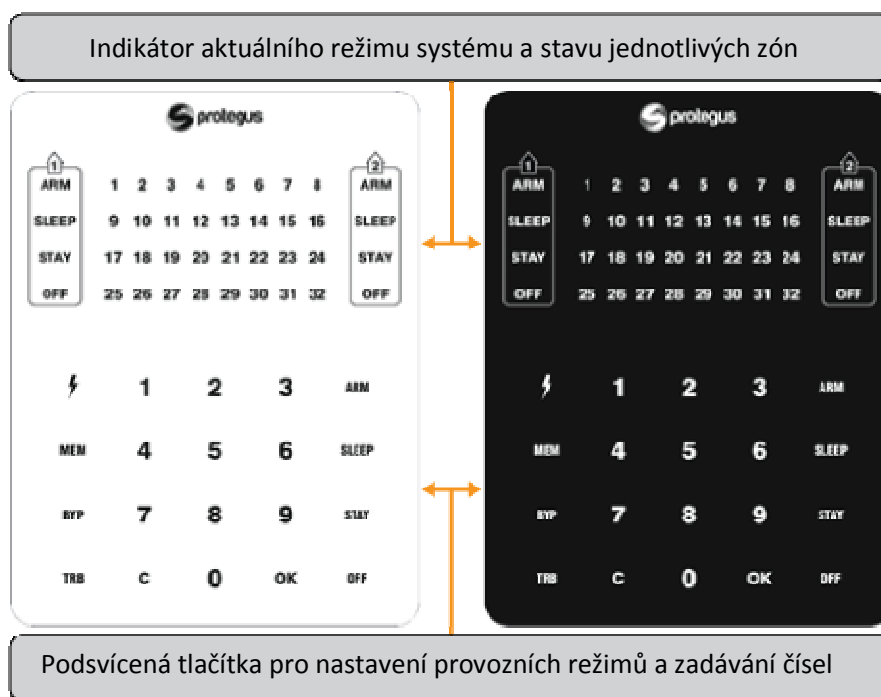 Indikátor aktuálního režimu systému a stavu jednotlivých zón
protegus
1 2
ARM 1 2 3 4 5 6 7 8 ARM
SLEEP 9 10 11 12 13 14 15 16 SLEEP
STAY 17 18 19 20 21 22 23 24 STAY
OFF 25 26 27 28 29 30 31 32 OFF
1 2 3 ARM
MEM 4 5 6 SLEEP
BYP 7 8 9 STAY
TRB C 0 OK OFF
protegus
1 2
ARM 1 2 3 4 5 6 7 8 ARM
SLEEP 9 10 11 12 13 14 15 16 SLEEP
STAY 17 18 19 20 21 22 23 24 STAY
OFF 25 26 27 28 29 30 31 32 OFF
1 2 3 ARM
MEM 4 5 6 SLEEP
BYP 7 8 9 STAY
TRB C 0 OK OFF
Podsvícená tlačítka pro nastavení provozních režimů a zadávání čísel